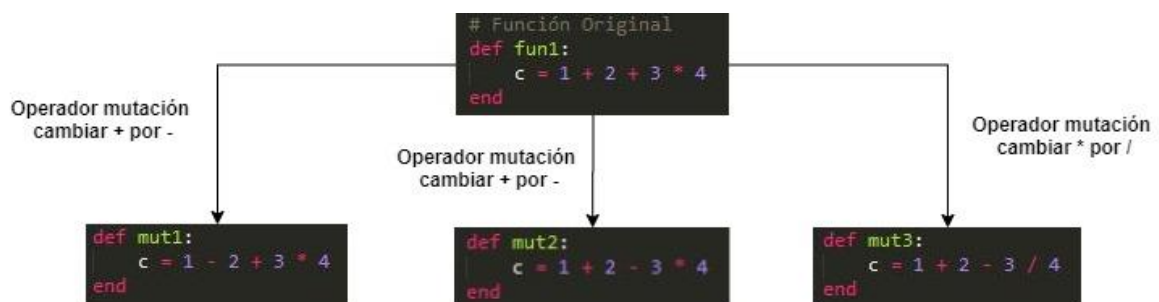 # Función Original
def fun1:
c = 1 + 2 + 3 * 4
end
Operador mutación
cambiar + por -
Operador mutación
cambiar + por -
Operador mutación
cambiar * por /
def mut1:
c = 1 - 2 + 3 * 4
end
def mut2:
c = 1 + 2 - 3 * 4
end
def mut3:
c = 1 + 2 - 3 / 4
end